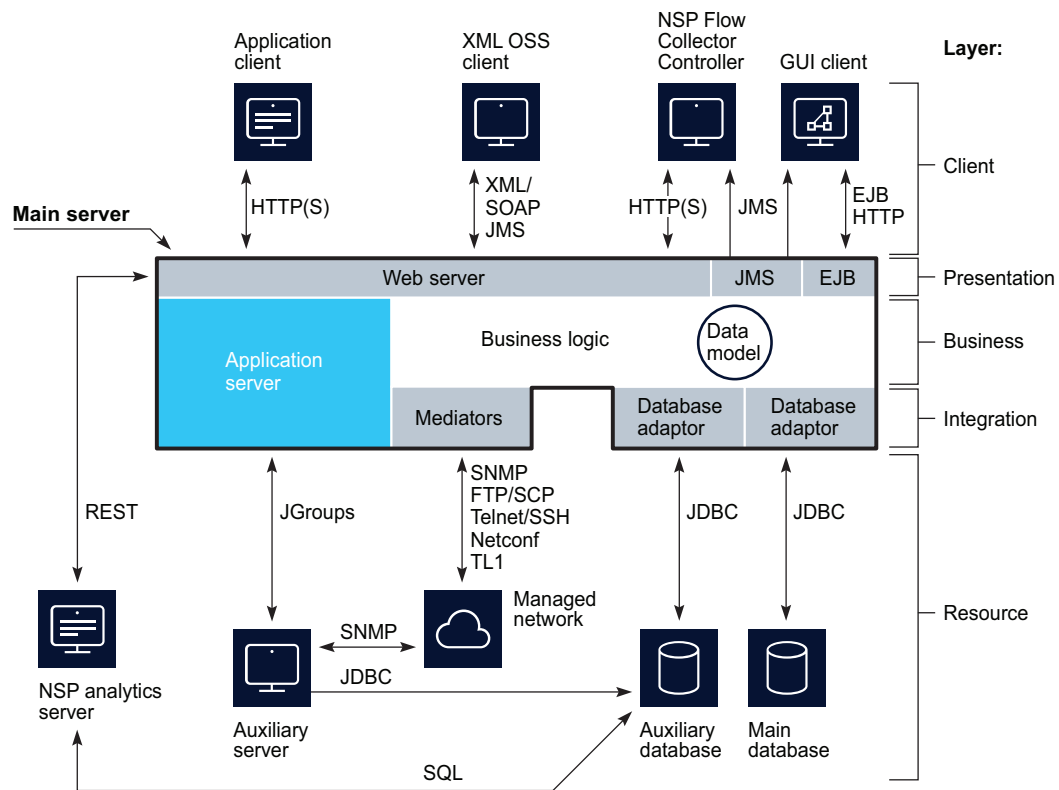 Application
client
XML OSS
client
NSP Flow
Collector
Controller
GUI client
Layer:
Client
HTTP(S)
XML/
SOAP
JMS
HTTP(S)
JMS
EJB
HTTP
Main server
Web server
JMS
EJB
Presentation
Application
server
Business logic
Data
model
Business
Mediators
Database
adaptor
Database
adaptor
Integration
REST
JGroups
SNMP
FTP/SCP
Telnet/SSH
Netconf
TL1
JDBC
JDBC
Managed
network
Resource
SNMP
JDBC
NSP analytics
server
Auxiliary
server
Auxiliary
database
Main
database
SQL